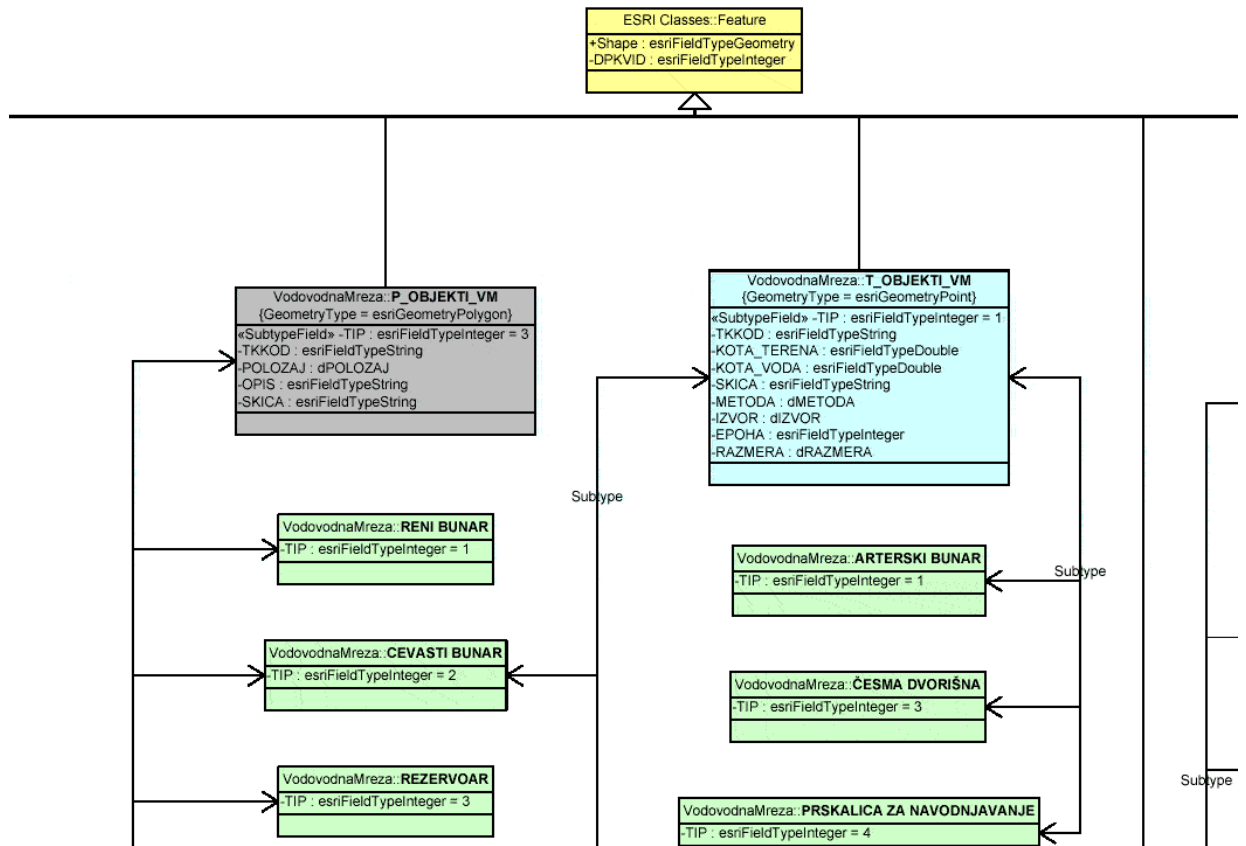 ESRI Classes::Feature
+Shape : esriFieldTypeGeometry
-DPKVID : esriFieldTypeInteger
VodovodnaMreza::P_OBJEKTI_VM
{GeometryType = esriGeometryPolygon}
«SubtypeField» -TIP : esriFieldTypeInteger = 3
-TKKOD : esriFieldTypeString
-POLOZAJ : dPOLOZAJ
-OPIS : esriFieldTypeString
-SKICA : esriFieldTypeString
VodovodnaMreza::T_OBJEKTI_VM
{GeometryType = esriGeometryPoint}
«SubtypeField» -TIP : esriFieldTypeInteger = 1
-TKKOD : esriFieldTypeString
-KOTA_TERENA : esriFieldTypeDouble
-KOTA_VODA : esriFieldTypeDouble
-SKICA : esriFieldTypeString
-METODA : dMETODA
-IZVOR : dIZVOR
-EPOHA : esriFieldTypeInteger
-RAZMERA : dRAZMERA
Subtype
VodovodnaMreza::RENI BUNAR
-TIP : esriFieldTypeInteger = 1
VodovodnaMreza::ARTERSKI BUNAR
-TIP : esriFieldTypeInteger = 1
Subtype
VodovodnaMreza::CEVASTI BUNAR
-TIP : esriFieldTypeInteger = 2
VodovodnaMreza::ČESMA DVORIŠNA
-TIP : esriFieldTypeInteger = 3
VodovodnaMreza::REZERVOAR
-TIP : esriFieldTypeInteger = 3
VodovodnaMreza::PRSKALICA ZA NAVODNJAVANJE
-TIP : esriFieldTypeInteger = 4
Subtype